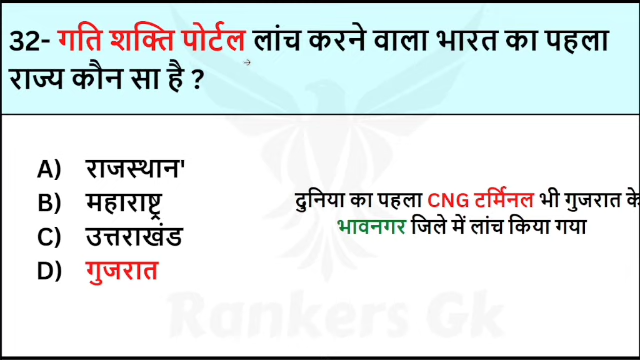 32- गति शक्ति पोर्टल लांच करने वाला भारत का पहला
राज्य कौन सा है ?
A) राजस्थान'
B) महाराष्ट्र
C) उत्तराखंड
D) गुजरात
दुनिया का पहला CNG टर्मिनल भी गुजरात के
भावनगर जिले में लांच किया गया
Rankers Gk